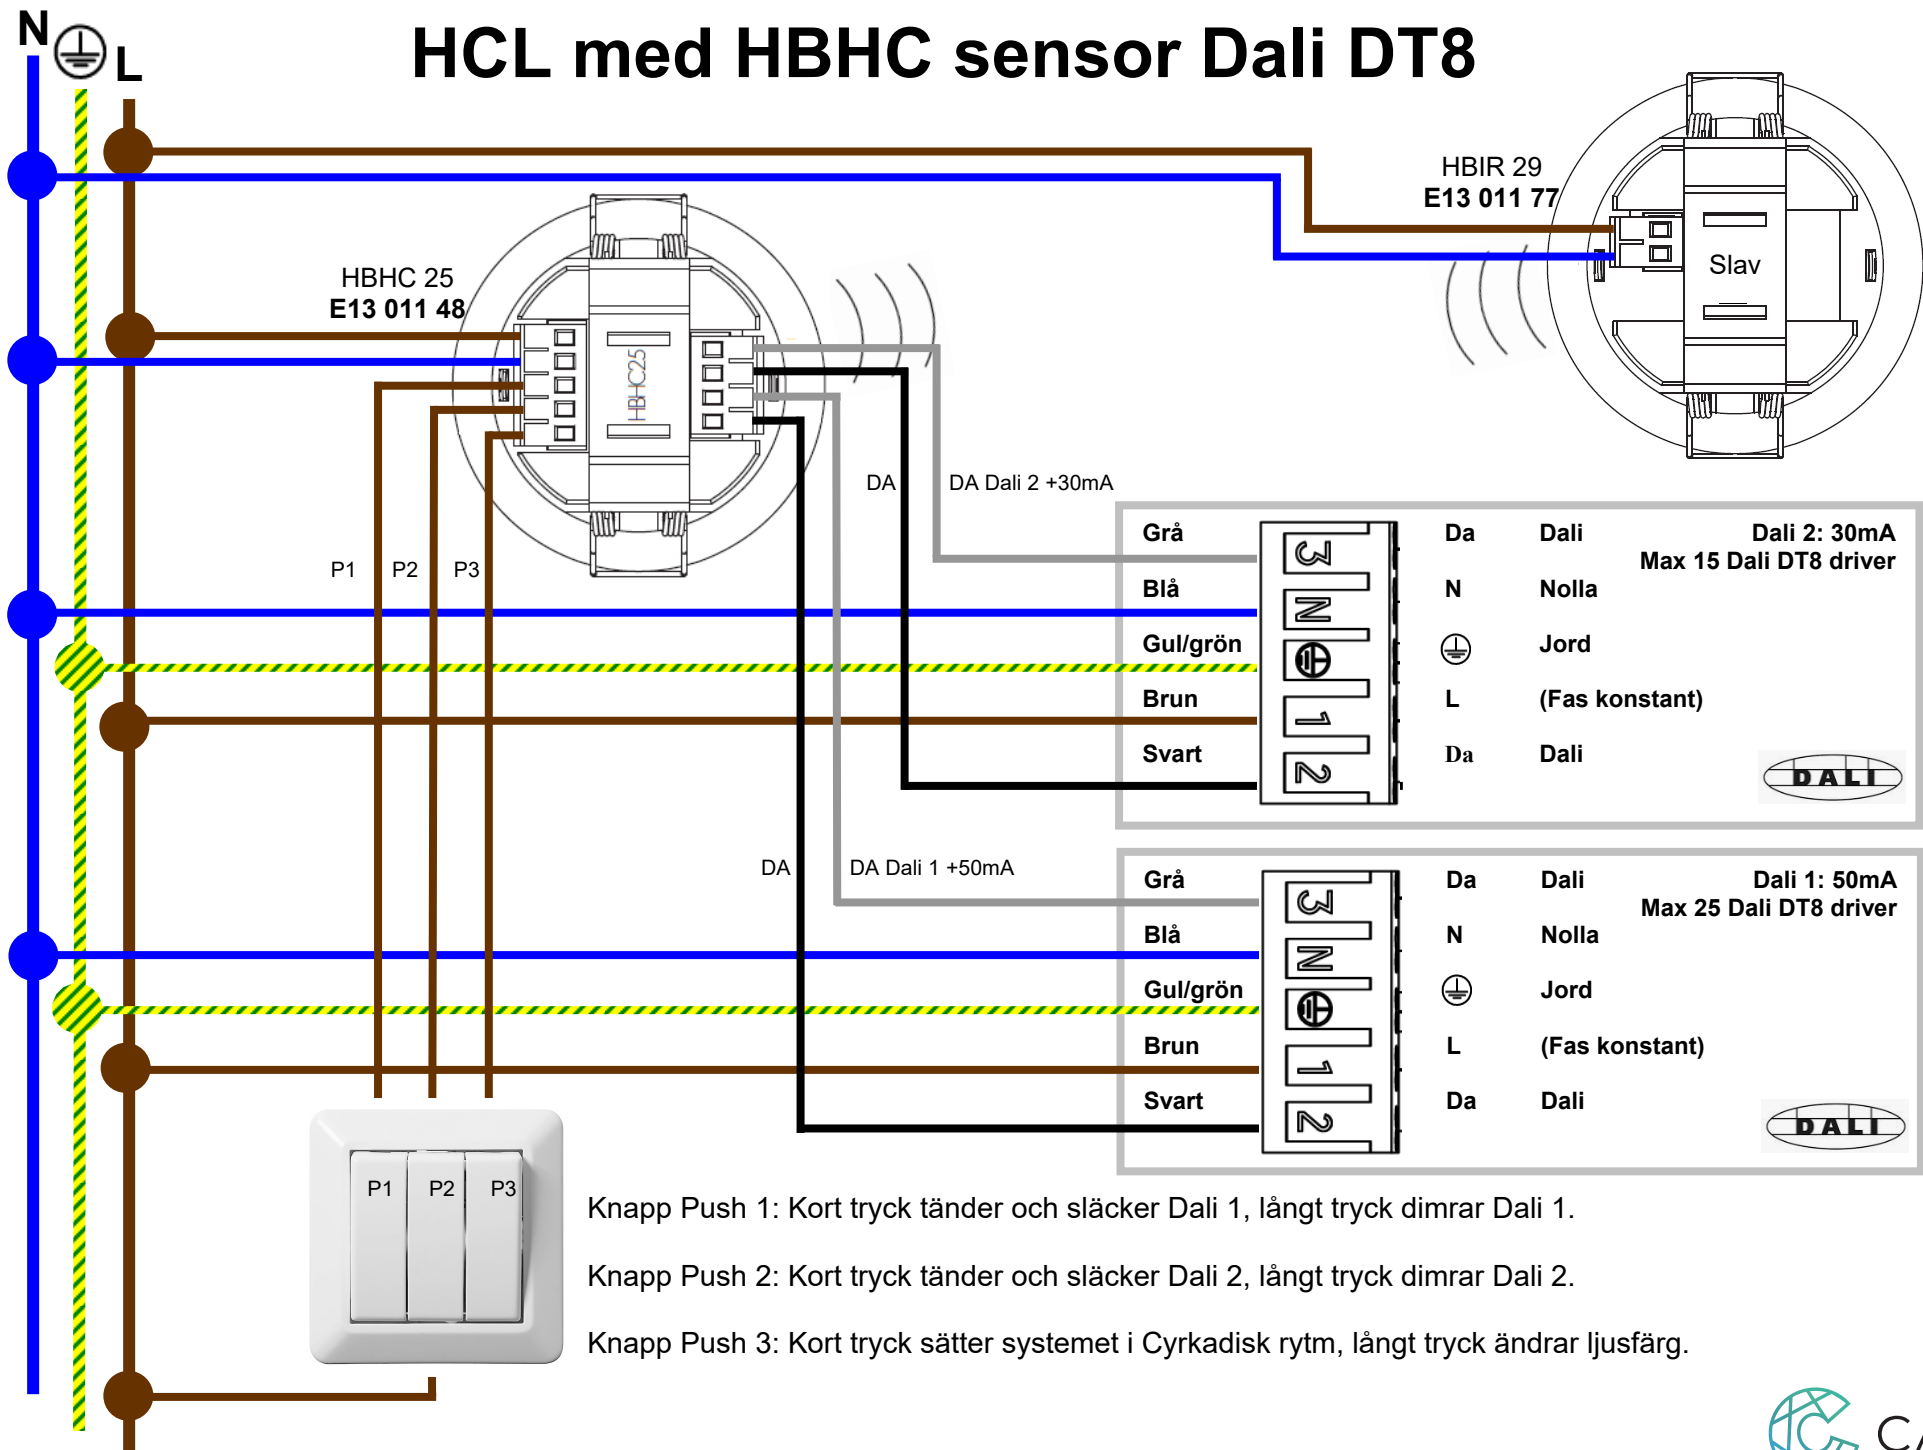 HCL med HBHC sensor Dali DT8
N
L
HBIR 29
E13 011 77
Slav
HBHC 25
E13 011 48
HBHC25
DA
DA Dali 2 +30mA
P1
P2
P3
Grå
3
Da
Dali
Dali 2: 30mA
Max 15 Dali DT8 driver
Blå
N
N
Nolla
Gul/grön
Jord
Brun
1
L
(Fas konstant)
Svart
2
Da
Dali
DALI
DA
DA Dali 1 +50mA
Grå
3
Da
Dali
Dali 1: 50mA
Max 25 Dali DT8 driver
Blå
N
N
Nolla
Gul/grön
Jord
Brun
1
L
(Fas konstant)
Svart
2
Da
Dali
DALI
P1
P2
P3
Knapp Push 1: Kort tryck tänder och släcker Dali 1, långt tryck dimrar Dali 1.
Knapp Push 2: Kort tryck tänder och släcker Dali 2, långt tryck dimrar Dali 2.
Knapp Push 3: Kort tryck sätter systemet i Cyrkadisk rytm, långt tryck ändrar ljusfärg.